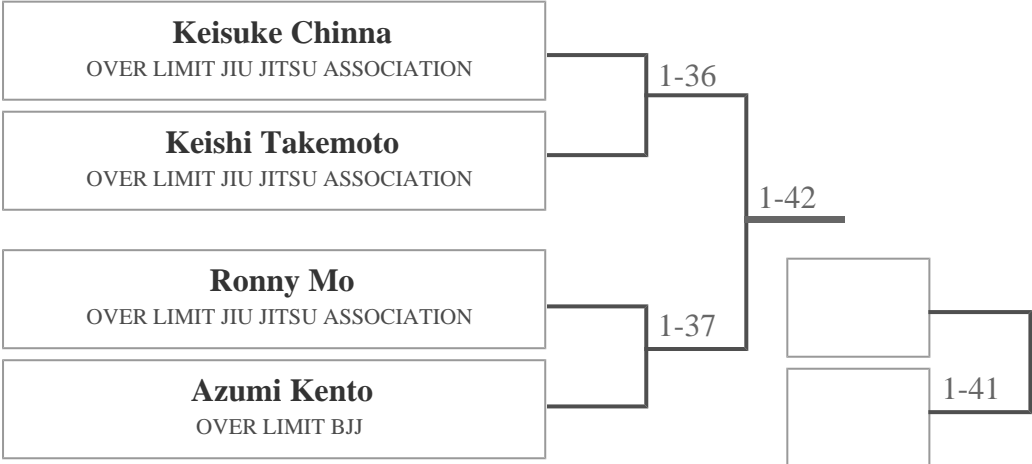 Keisuke Chinna
OVER LIMIT JIU JITSU ASSOCIATION
1-36
Keishi Takemoto
OVER LIMIT JIU JITSU ASSOCIATION
1-42
Ronny Mo
OVER LIMIT JIU JITSU ASSOCIATION
1-37
Azumi Kento
OVER LIMIT BJJ
1-41